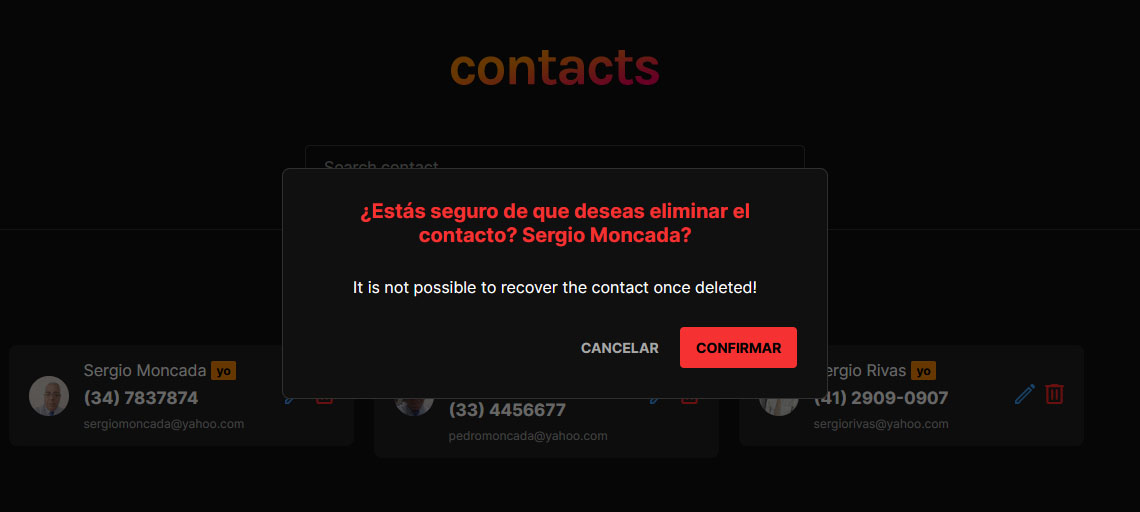 contacts
Search contact
¿Estás seguro de que deseas eliminar el
contacto? Sergio Moncada?
It is not possible to recover the contact once deleted!
CANCELAR
CONFIRMAR
Sergio Moncada yo
(34) 7837874
sergiomoncada@yahoo.com
(33) 4456677
pedromoncada@yahoo.com
ergio Rivas yo
(41) 2909-0907
sergiorivas@yahoo.com